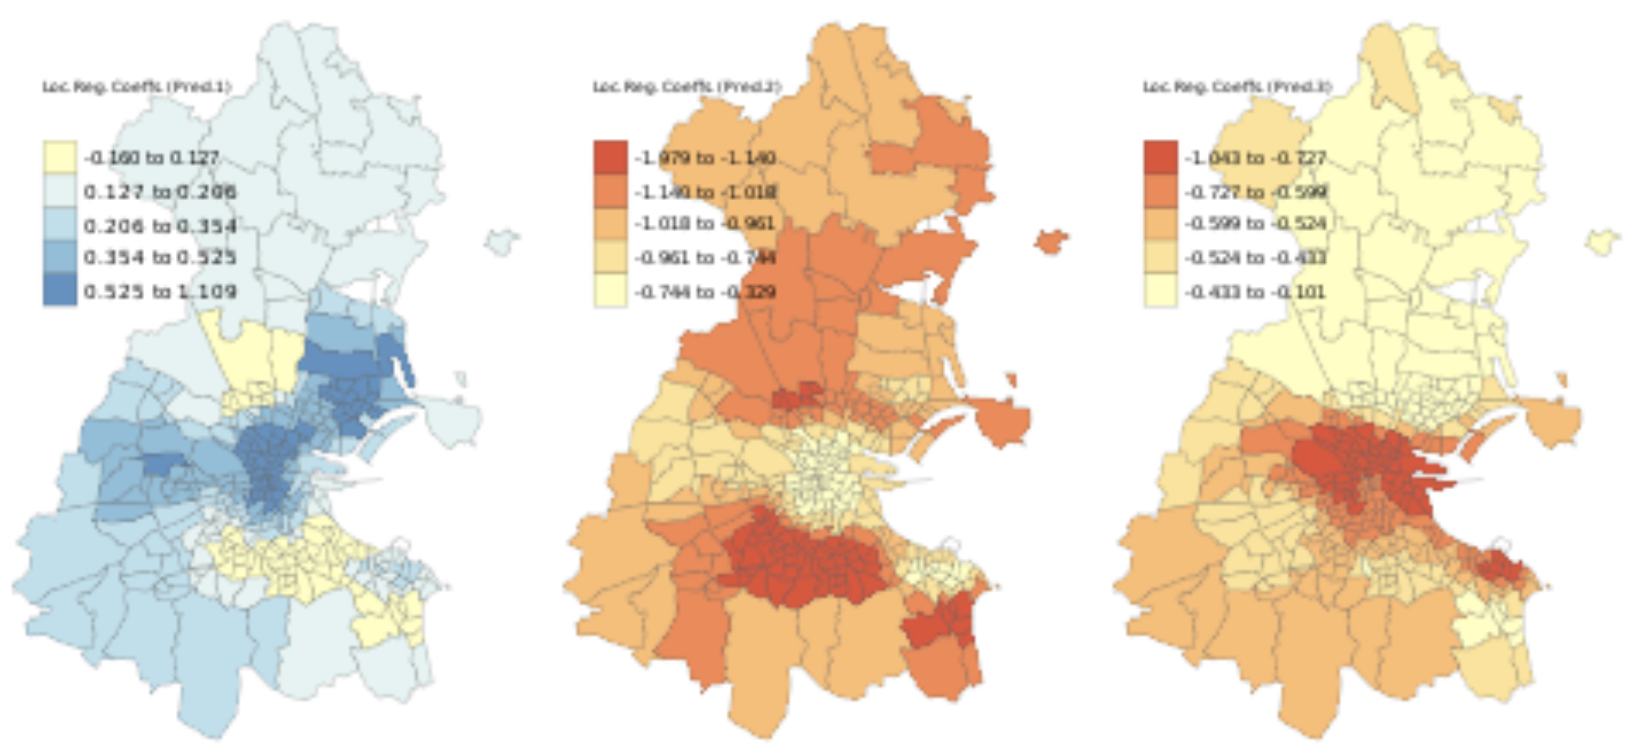 Loc. Reg. Coeffs. (Pred.1)
-0.160 to 0.127
0.127 to 0.206
0.206 to 0.354
0.354 to 0.525
0.525 to 1.109
Loc. Reg. Coeffs. (Pred.2)
-1.979 to -1.140
-1.140 to -1.018
-1.018 to -0.961
-0.961 to -0.744
-0.744 to -0.329
Loc. Reg. Coeffs. (Pred.3)
-1.043 to -0.727
-0.727 to -0.599
-0.599 to -0.524
-0.524 to -0.433
-0.433 to -0.101